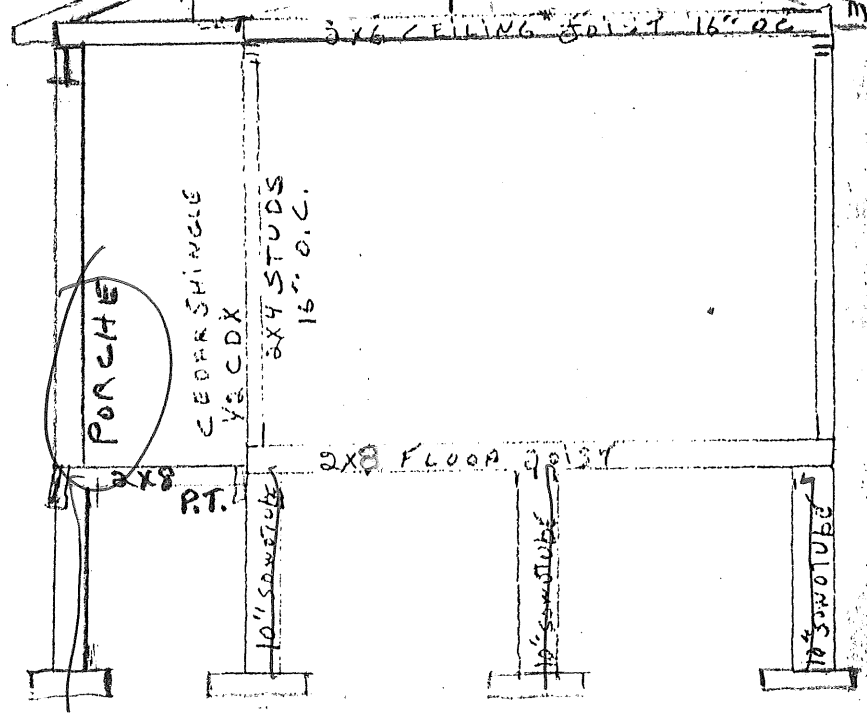 2X6 CEILING JOIST 16" OC
CEDAR SHINGLE
1/2 CDX
2X4 STUDS
16" O.C.
PORCHE
2X8 FLOOR JOIST
2X8
P.T.
10" SONOTUBE
10" SONOTUBE
10" SONOTUBE